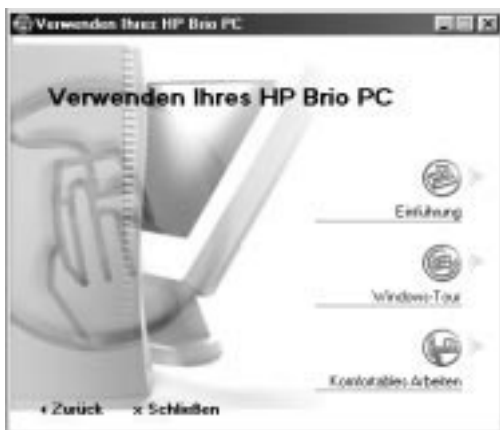 Verwenden Ihres HP Brio PC
Verwenden Ihres HP Brio PC
Einführung
Windows-Tour
Komfortables Arbeiten
Zurück x Schließen